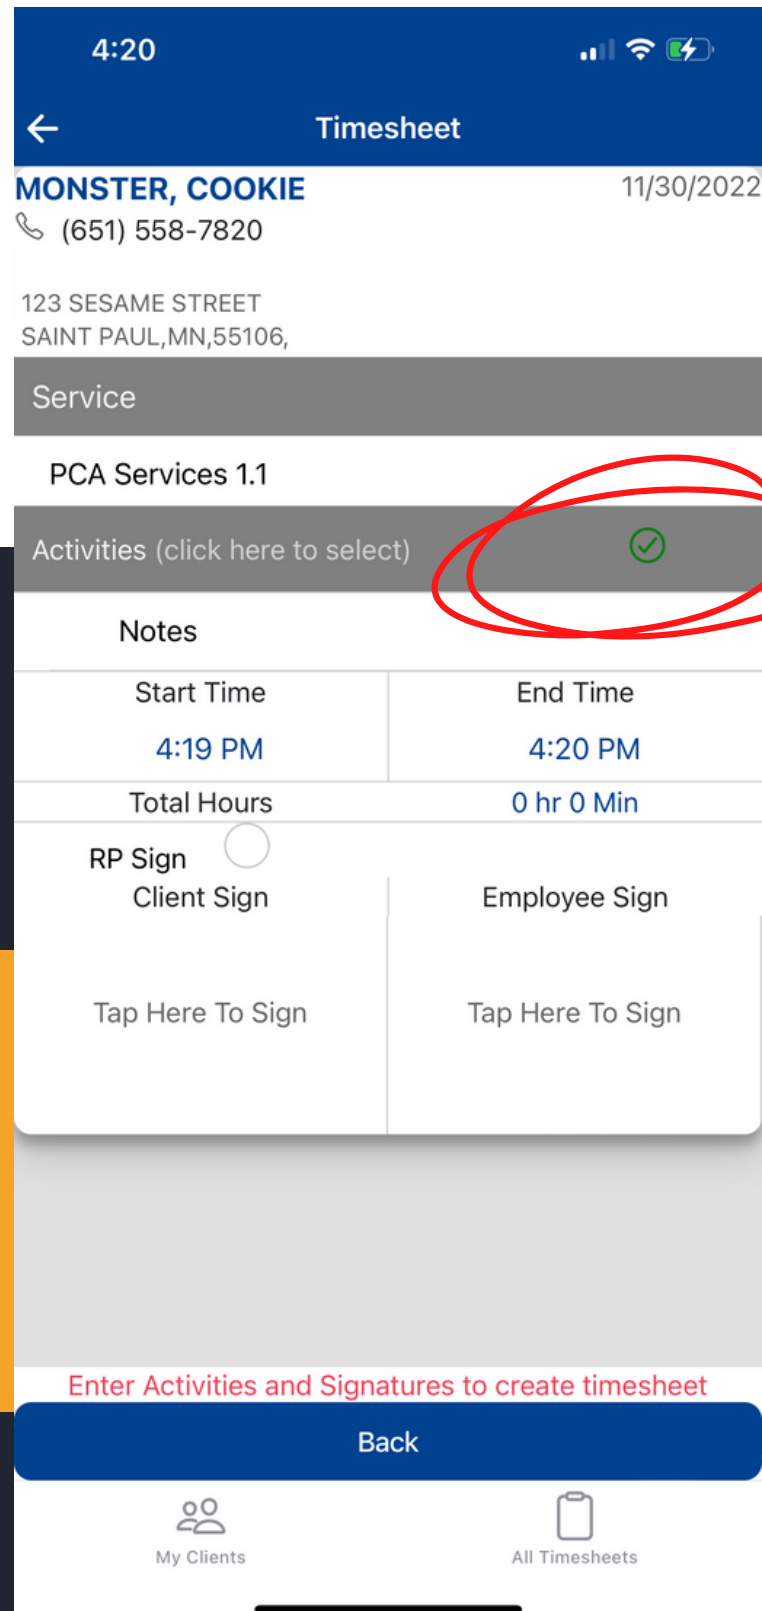 4:20
Timesheet
MONSTER, COOKIE 11/30/2022
(651) 558-7820
123 SESAME STREET
SAINT PAUL,MN,55106,
Service
PCA Services 1.1
Activities (click here to select)
Notes
Start Time End Time
4:19 PM 4:20 PM
Total Hours 0 hr 0 Min
RP Sign
Client Sign Employee Sign
Tap Here To Sign Tap Here To Sign
Enter Activities and Signatures to create timesheet
Back
My Clients All Timesheets